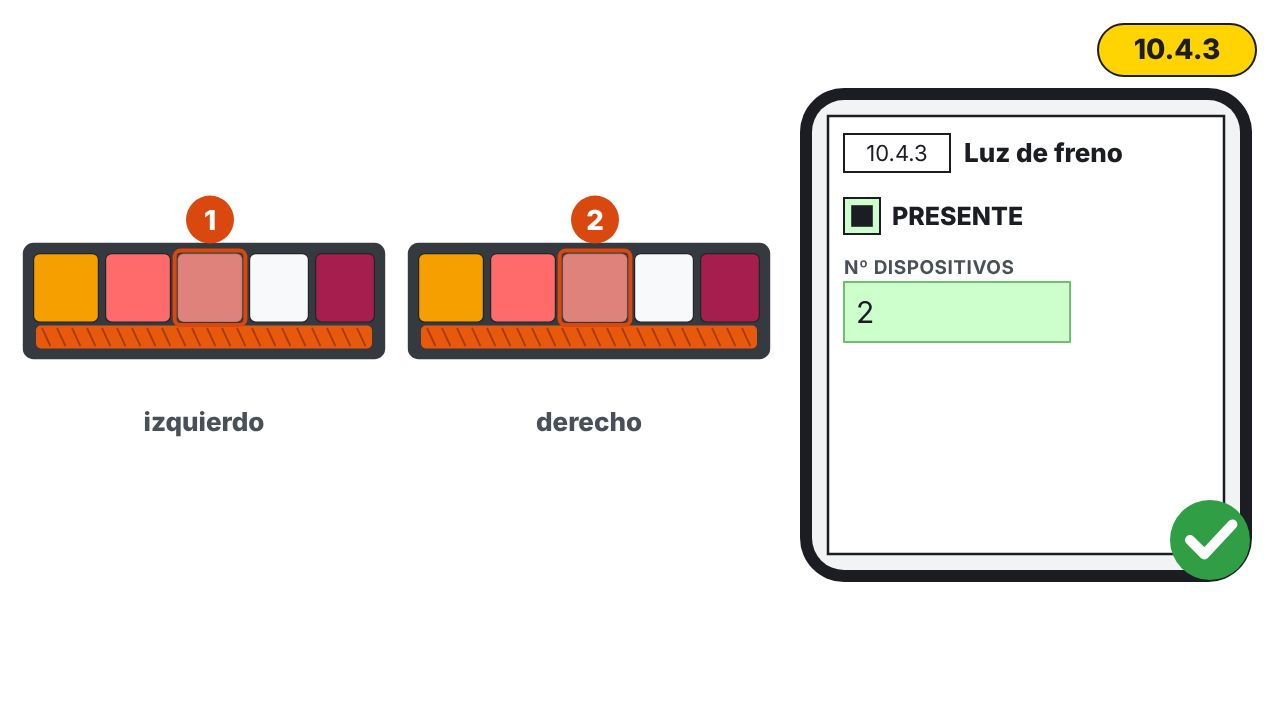 10.4.3
10.4.3 Luz de freno
PRESENTE
Nº DISPOSITIVOS
2
1
2
izquierdo
derecho